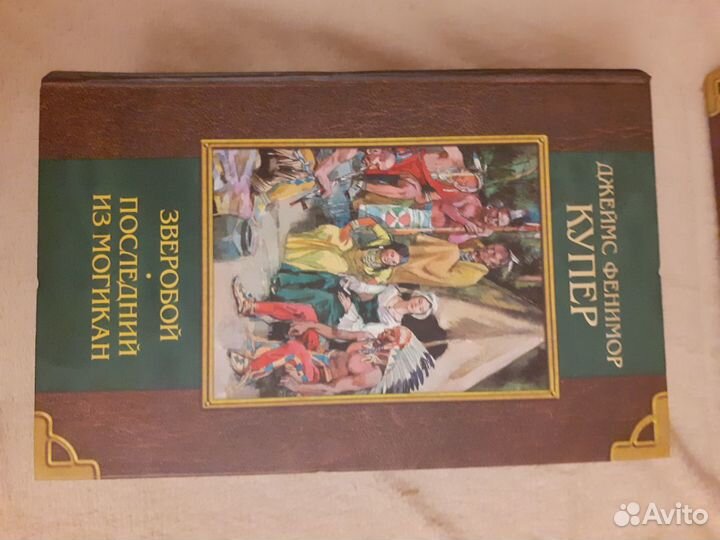 ДЖЕЙМС ФЕНИМОР
КУПЕР
ЗВЕРОБОЙ
•
ПОСЛЕДНИЙ
ИЗ МОГИКАН
Avito